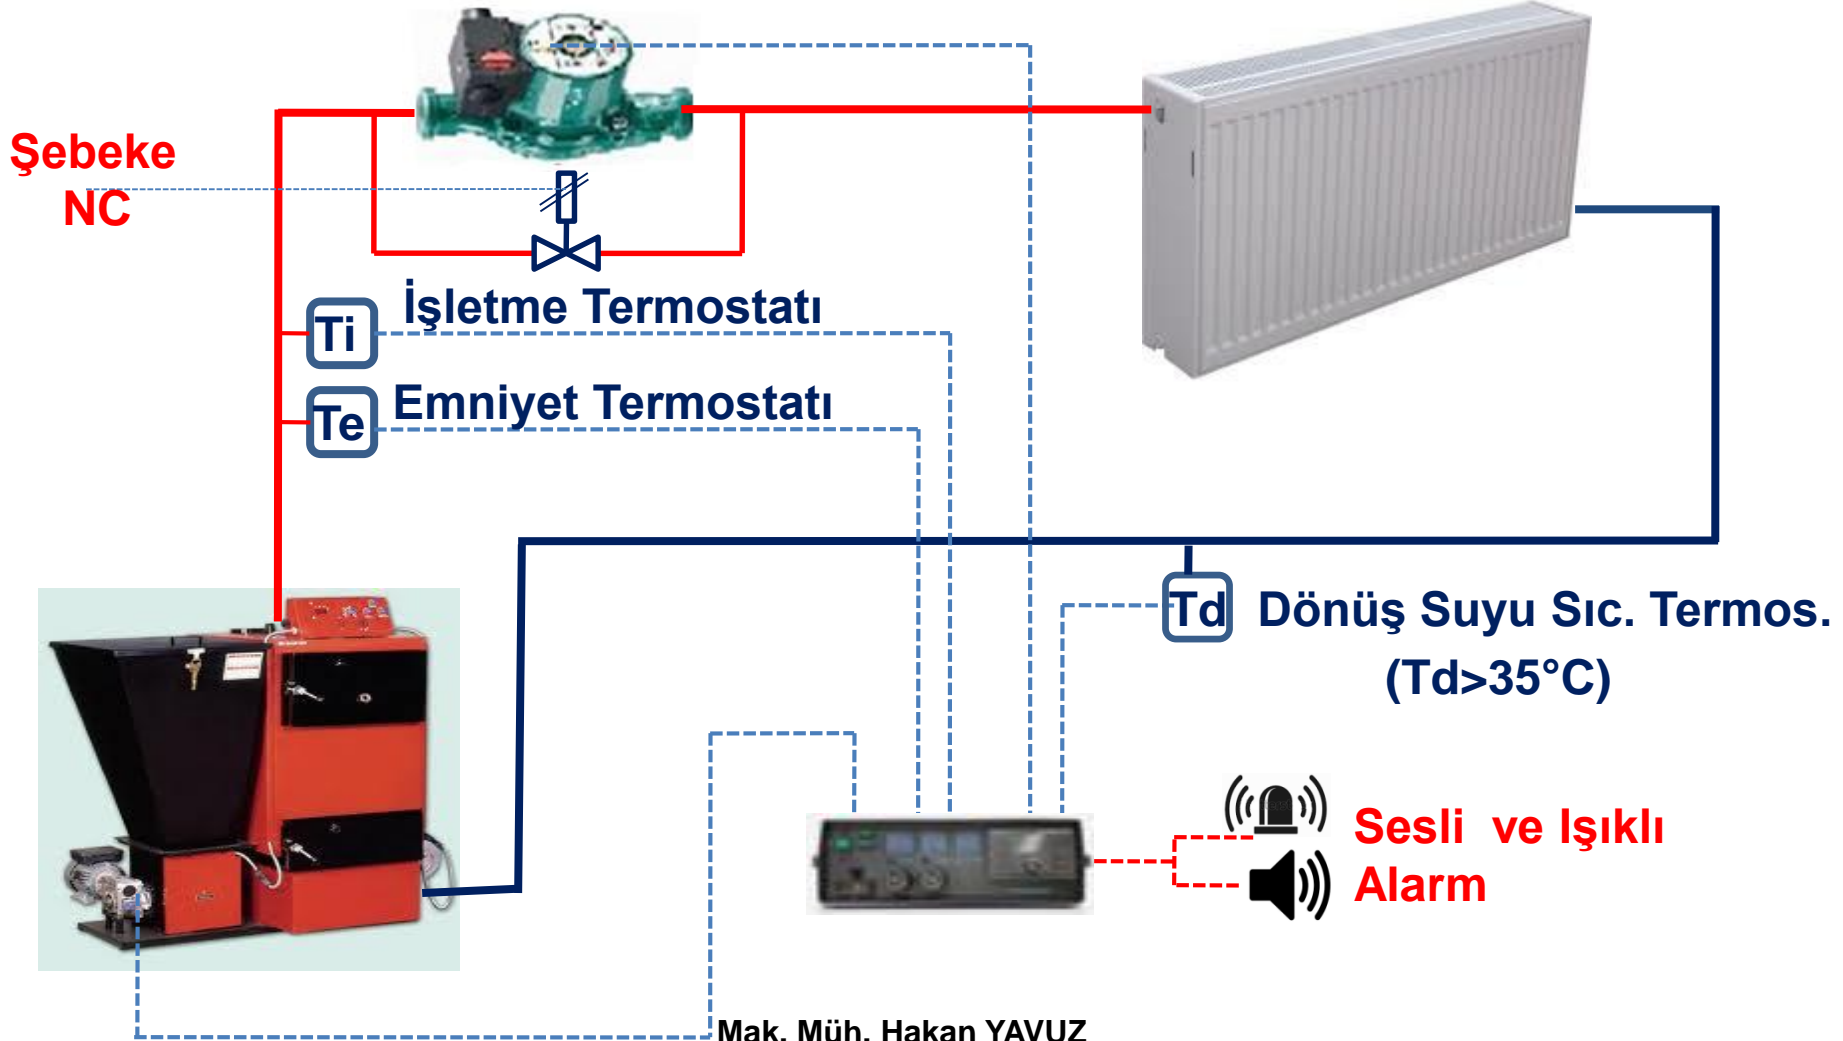 Şebeke
NC
Ti
İşletme Termostatı
Te
Emniyet Termostatı
Td
Dönüş Suyu Sıc. Termos.
(Td>35°C)
Sesli ve Işıklı
Alarm
Mak. Müh. Hakan YAVUZ